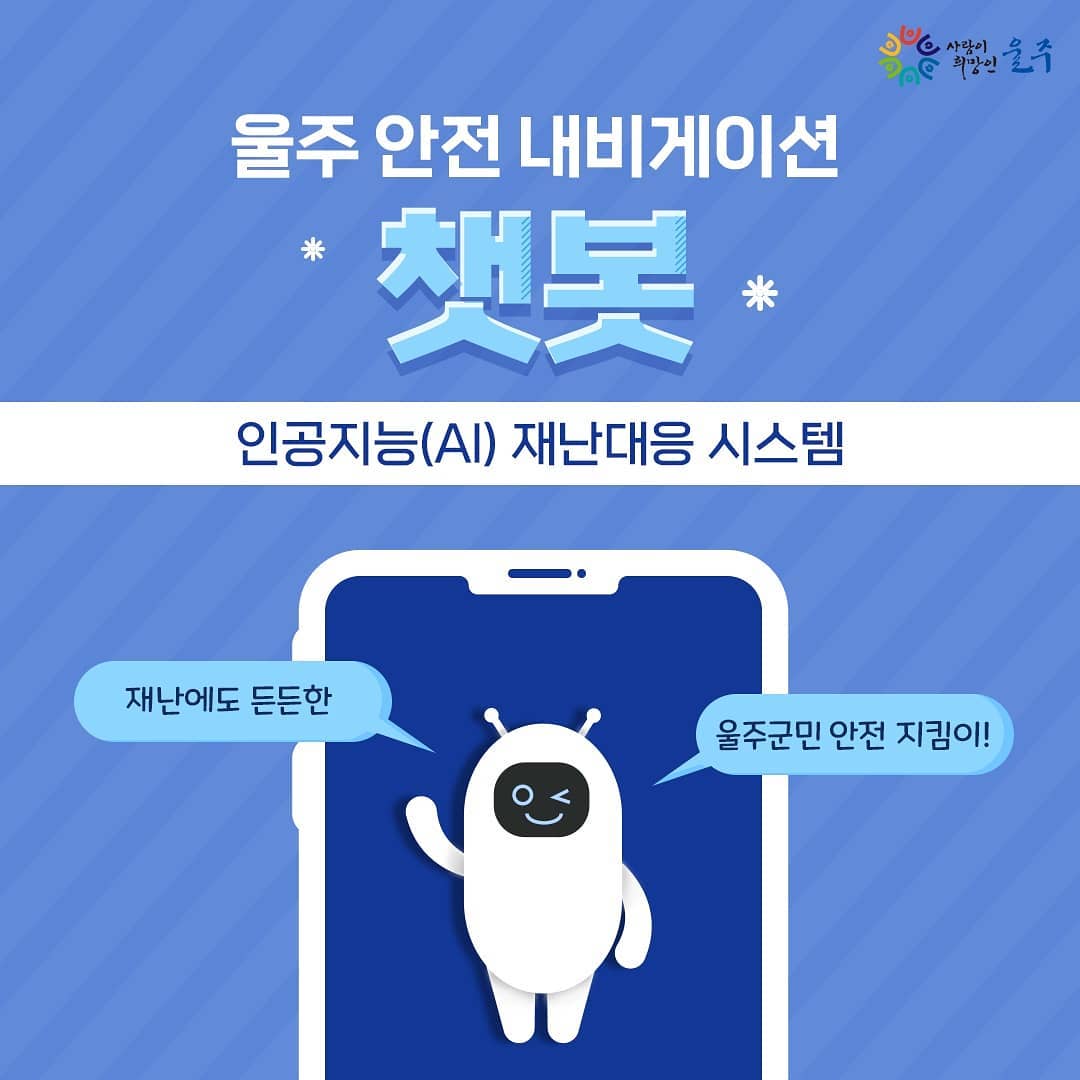 사람이
희망인 울주
울주 안전 내비게이션
챗봇
인공지능(AI) 재난대응 시스템
재난에도 든든한
울주군민 안전 지킴이!